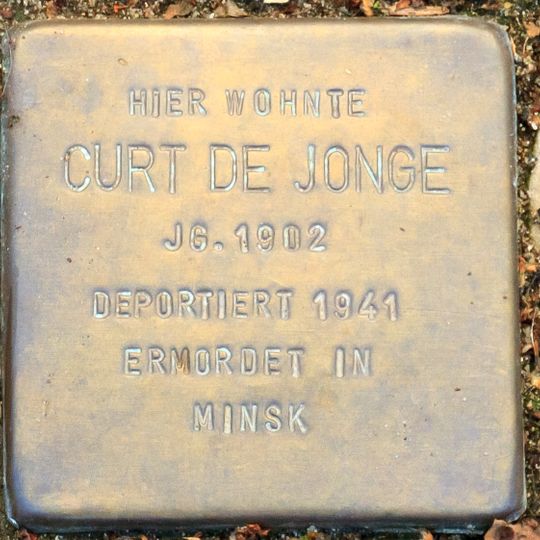 HIER WOHNTE
CURT DE JONGE
JG. 1902
DEPORTIERT 1941
ERMORDET IN
MINSK